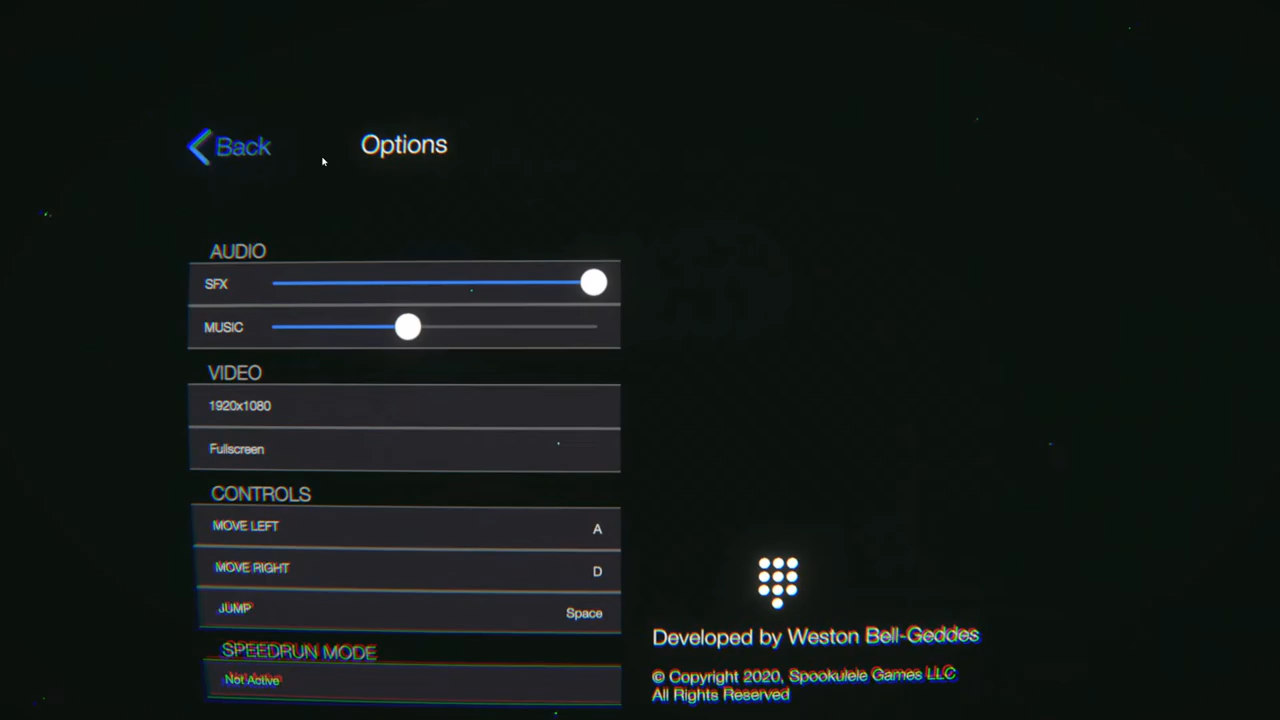 Back
Options
AUDIO
SFX
MUSIC
VIDEO
1920x1080
Fullscreen
CONTROLS
MOVE LEFT A
MOVE RIGHT D
JUMP Space
SPEEDRUN MODE
Not Active
Developed by Weston Bell-Geddes
© Copyright 2020, Spookulele Games LLC
All Rights Reserved